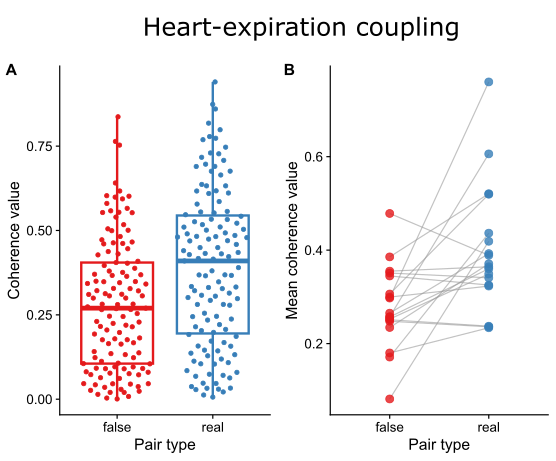 Heart-expiration coupling
A
B
Coherence value
0.75
0.50
0.25
0.00
false
real
Pair type
Mean coherence value
0.6
0.4
0.2
false
real
Pair type